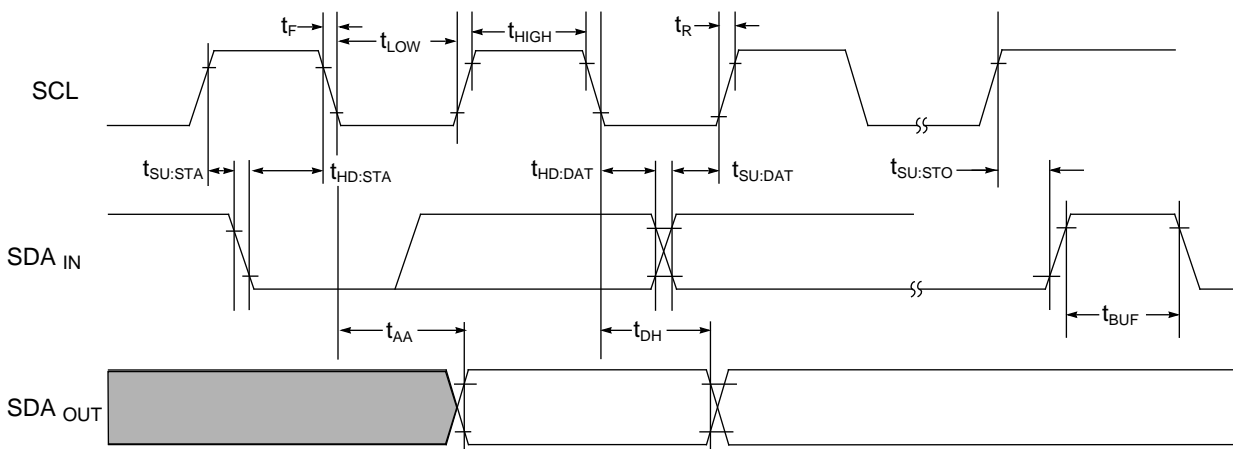 tF
tLOW
tHIGH
tR
SCL
tSU:STA
tHD:STA
tHD:DAT
tSU:DAT
tSU:STO
SDA IN
tAA
tDH
tBUF
SDA OUT